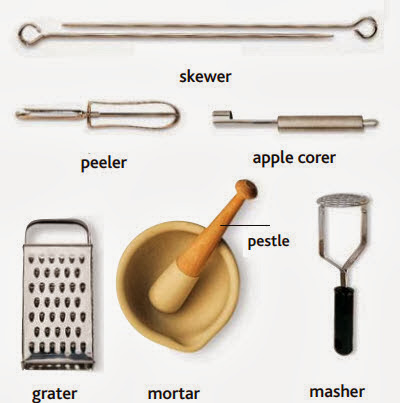 skewer
peeler
apple corer
pestle
grater
mortar
masher